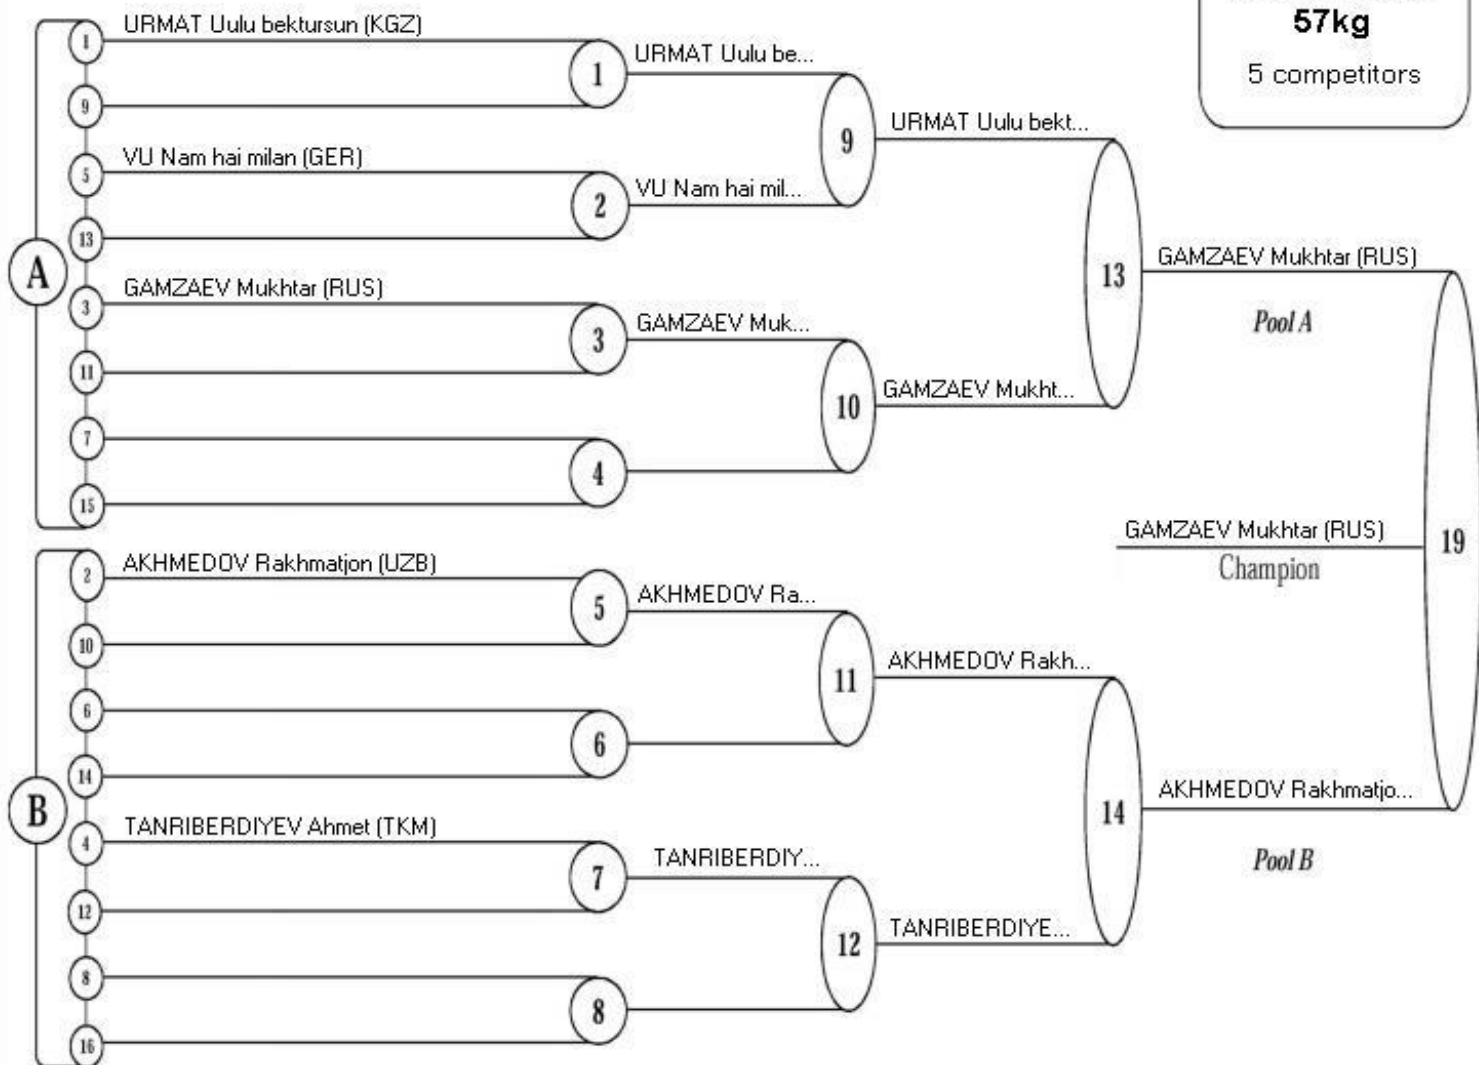 57kg
5 competitors
A
1
URMAT Uulu bektursun (KGZ)
9
1
URMAT Uulu be...
5
VU Nam hai milan (GER)
13
2
VU Nam hai mil...
9
URMAT Uulu bekt...
3
GAMZAEV Mukhtar (RUS)
11
3
GAMZAEV Muk...
7
15
4
10
GAMZAEV Mukht...
13
GAMZAEV Mukhtar (RUS)
Pool A
B
2
AKHMEDOV Rakhmatjon (UZB)
10
5
AKHMEDOV Ra...
6
14
6
11
AKHMEDOV Rakh...
4
TANRIBERDIYEV Ahmet (TKM)
12
7
TANRIBERDIY...
8
16
8
12
TANRIBERDIYE...
14
AKHMEDOV Rakhmatjo...
Pool B
19
GAMZAEV Mukhtar (RUS)
Champion